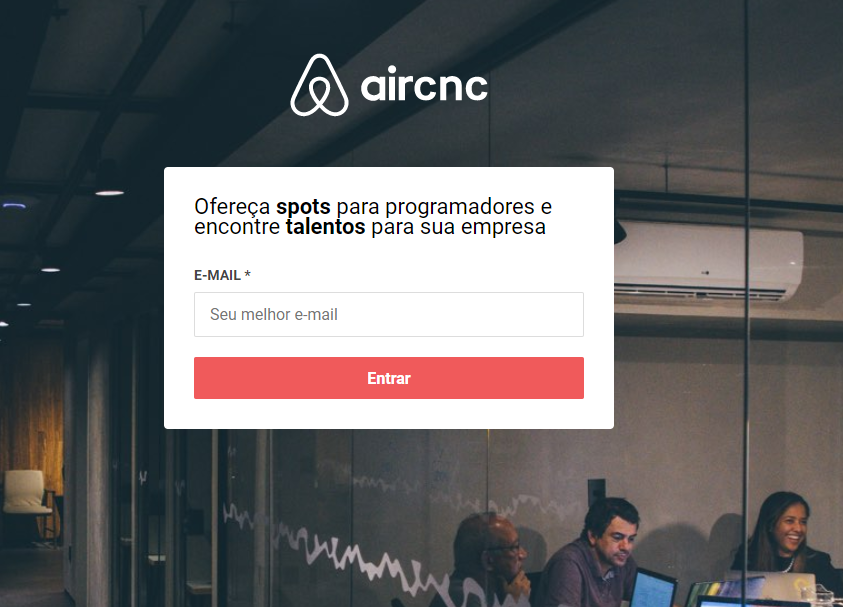 aircnc
Ofereça spots para programadores e
encontre talentos para sua empresa
E-MAIL *
Seu melhor e-mail
Entrar